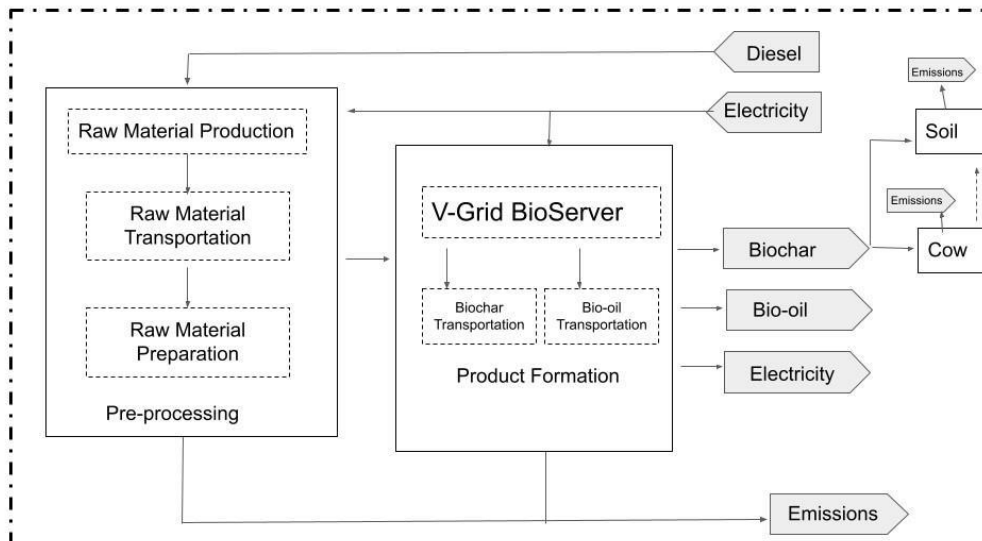 Diesel
Emissions
Electricity
Raw Material Production
Soil
Raw Material
Transportation
V-Grid BioServer
Emissions
Biochar
Cow
Biochar
Transportation
Bio-oil
Transportation
Bio-oil
Raw Material
Preparation
Product Formation
Electricity
Pre-processing
Emissions